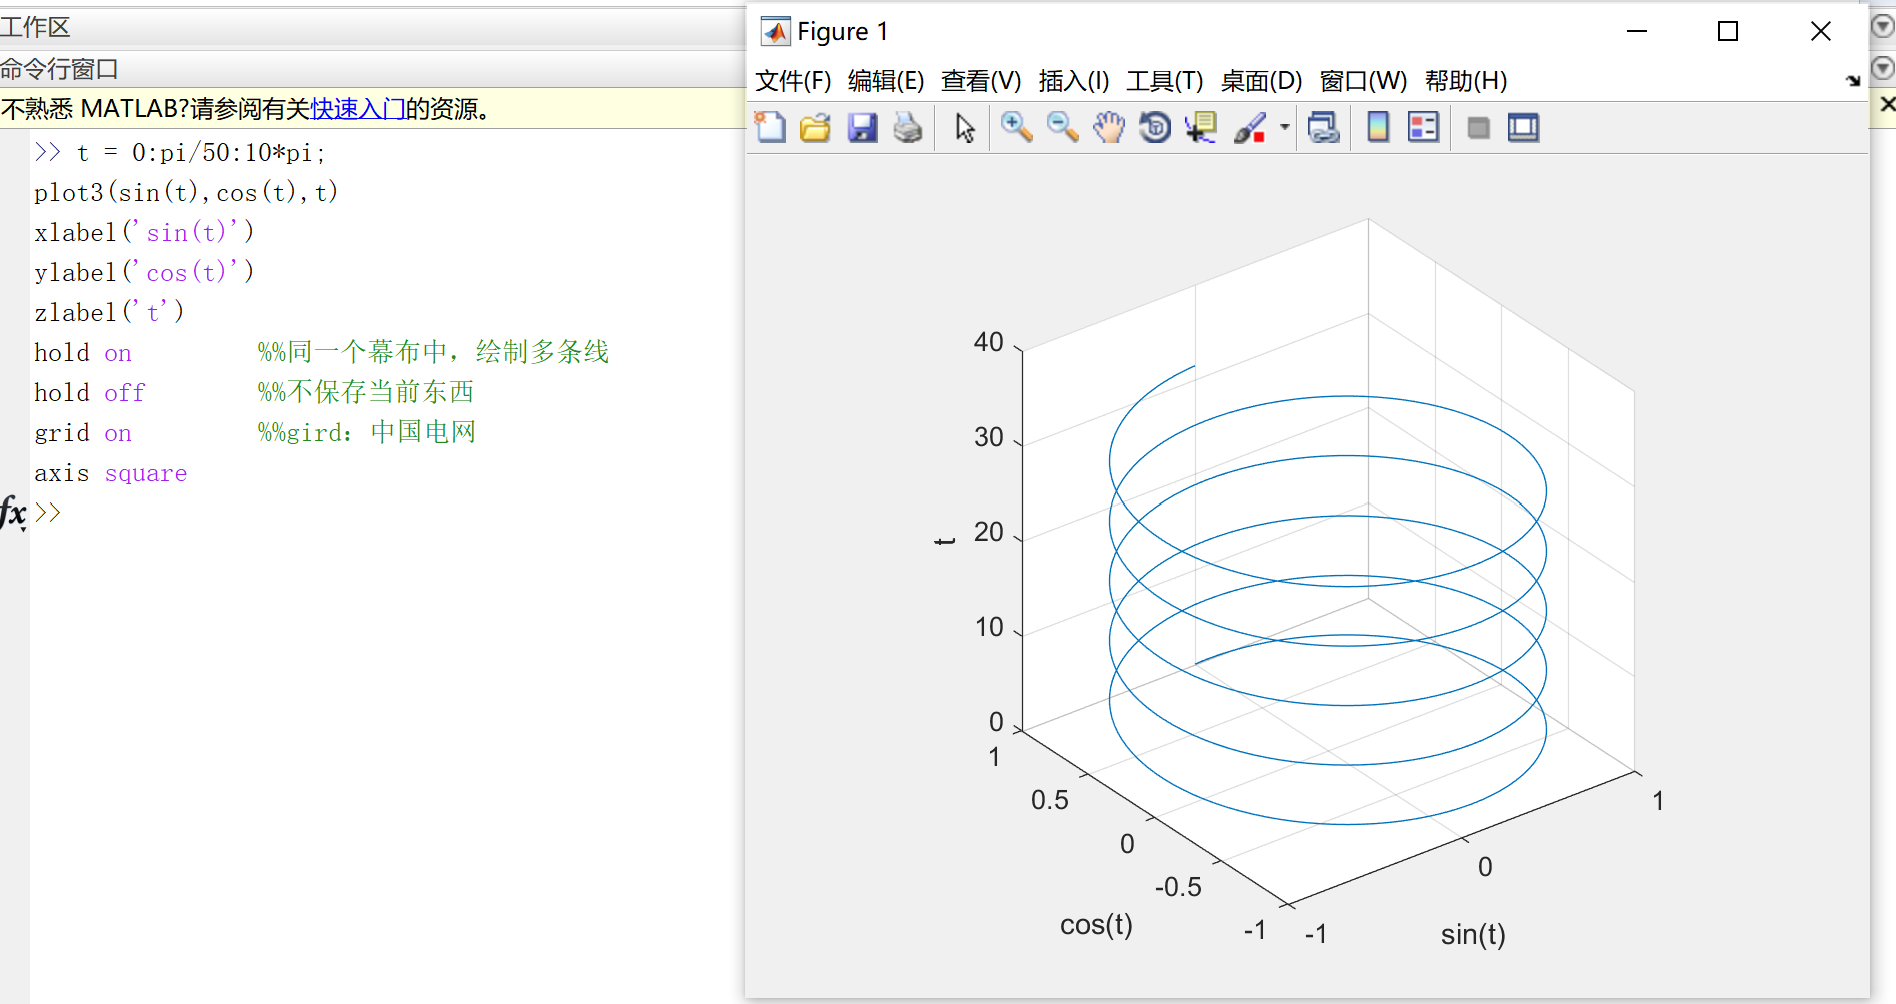 工作区
命令行窗口
不熟悉 MATLAB?请参阅有关快速入门的资源。
>> t = 0:pi/50:10*pi;
plot3(sin(t),cos(t),t)
xlabel('sin(t)')
ylabel('cos(t)')
zlabel('t')
hold on %%同一个幕布中，绘制多条线
hold off %%不保存当前东西
grid on %%gird：中国电网
axis square
fx >>
Figure 1
文件(F) 编辑(E) 查看(V) 插入(I) 工具(T) 桌面(D) 窗口(W) 帮助(H)
40
30
20
10
0
t
1
0.5
0
-0.5
-1
cos(t)
-1
0
1
sin(t)